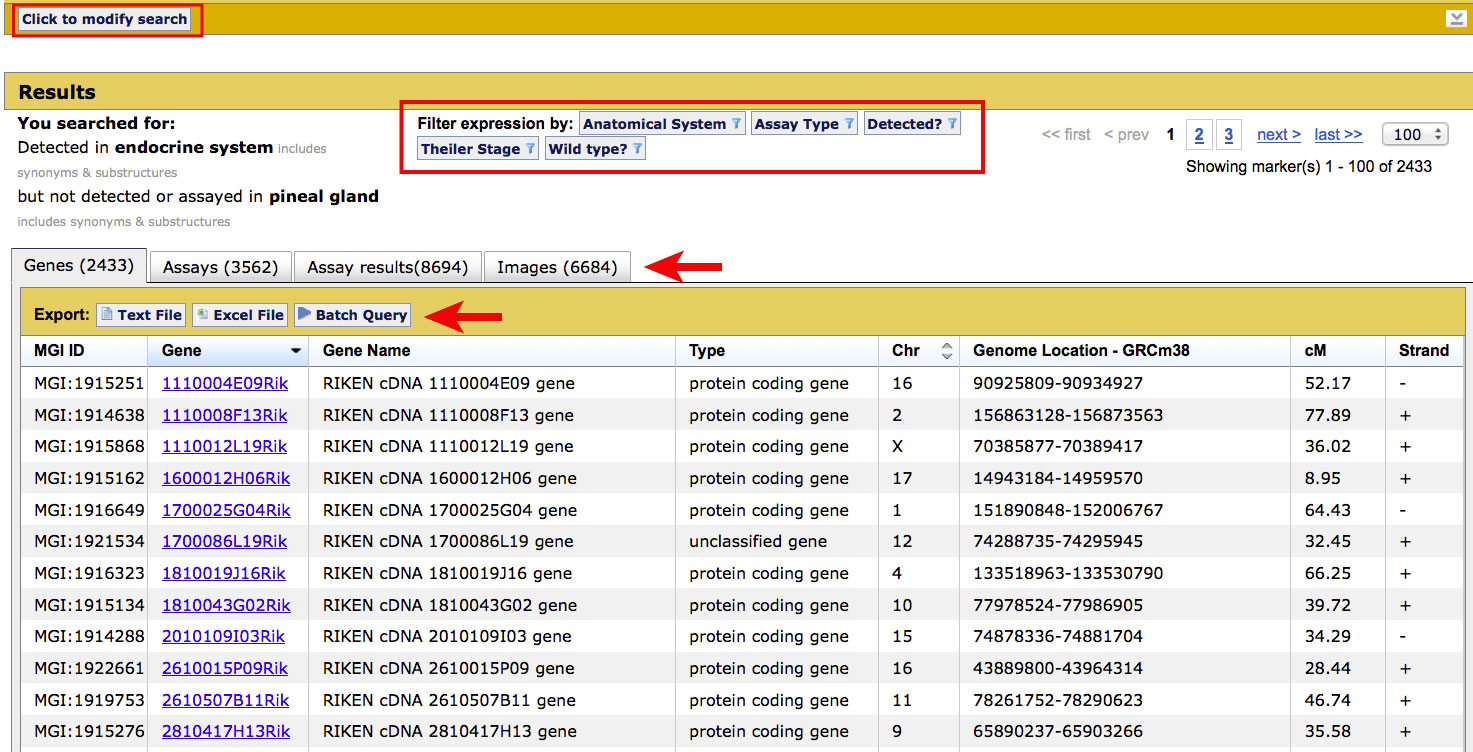 Click to modify search
Results
You searched for:
Detected in endocrine system includes
synonyms & substructures
but not detected or assayed in pineal gland
includes synonyms & substructures
Filter expression by: Anatomical System Assay Type Detected?
Theiler Stage Wild type?
<< first < prev 1 2 3 next > last >> 100
Showing marker(s) 1 - 100 of 2433
Genes (2433) Assays (3562) Assay results(8694) Images (6684)
Export: Text File Excel File Batch Query
MGI ID Gene Gene Name Type Chr Genome Location - GRCm38 cM Strand
MGI:1915251 1110004E09Rik RIKEN cDNA 1110004E09 gene protein coding gene 16 90925809-90934927 52.17 -
MGI:1914638 1110008F13Rik RIKEN cDNA 1110008F13 gene protein coding gene 2 156863128-156873563 77.89 +
MGI:1915868 1110012L19Rik RIKEN cDNA 1110012L19 gene protein coding gene X 70385877-70389417 36.02 +
MGI:1915162 1600012H06Rik RIKEN cDNA 1600012H06 gene protein coding gene 17 14943184-14959570 8.95 +
MGI:1916649 1700025G04Rik RIKEN cDNA 1700025G04 gene protein coding gene 1 151890848-152006767 64.43 -
MGI:1921534 1700086L19Rik RIKEN cDNA 1700086L19 gene unclassified gene 12 74288735-74295945 32.45 +
MGI:1916323 1810019J16Rik RIKEN cDNA 1810019J16 gene protein coding gene 4 133518963-133530790 66.25 +
MGI:1915134 1810043G02Rik RIKEN cDNA 1810043G02 gene protein coding gene 10 77978524-77986905 39.72 +
MGI:1914288 2010109I03Rik RIKEN cDNA 2010109I03 gene protein coding gene 15 74878336-74881704 34.29 -
MGI:1922661 2610015P09Rik RIKEN cDNA 2610015P09 gene protein coding gene 16 43889800-43964314 28.44 +
MGI:1919753 2610507B11Rik RIKEN cDNA 2610507B11 gene protein coding gene 11 78261752-78290623 46.74 +
MGI:1915276 2810417H13Rik RIKEN cDNA 2810417H13 gene protein coding gene 9 65890237-65903266 35.58 +